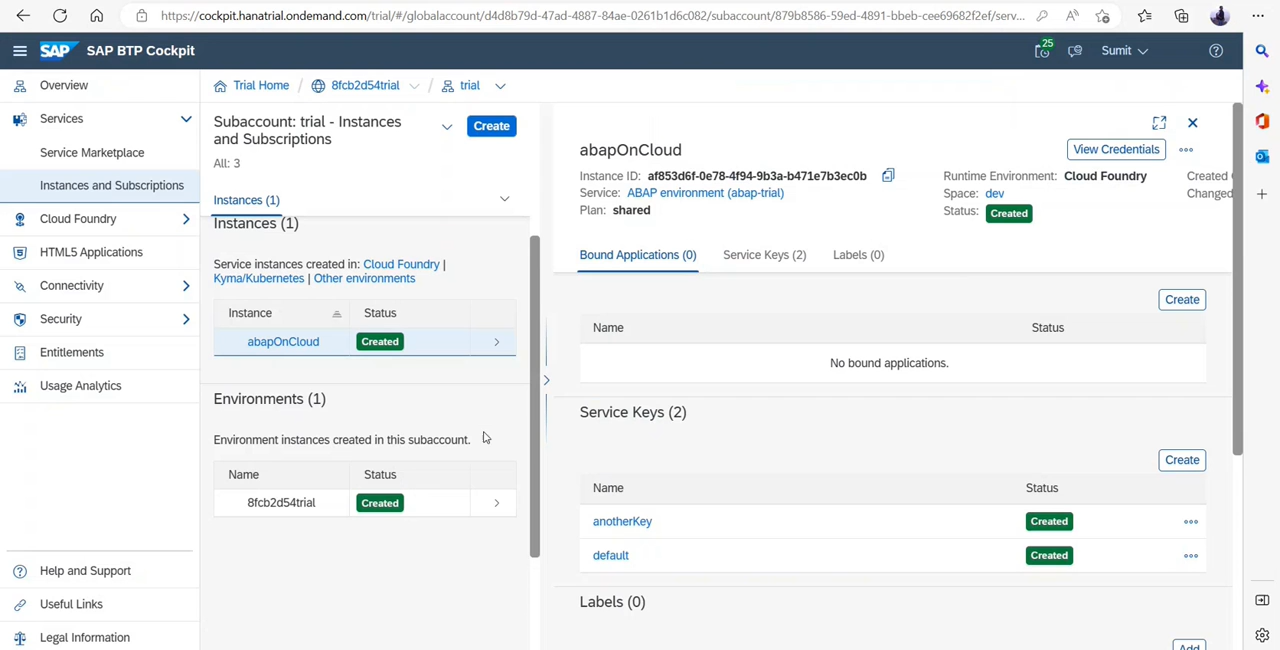 https://cockpit.hanatrial.ondemand.com/trial/#/globalaccount/d4d8b79d-47ad-4887-84ae-0261b1d6c082/subaccount/879b8586-59ed-4891-bbeb-cee69682f2ef/serv...
SAP SAP BTP Cockpit
25
Sumit
Overview
Services
Service Marketplace
Instances and Subscriptions
Cloud Foundry
HTML5 Applications
Connectivity
Security
Entitlements
Usage Analytics
Help and Support
Useful Links
Legal Information
Trial Home / 8fcb2d54trial / trial
Subaccount: trial - Instances
and Subscriptions
Create
All: 3
Instances (1)
Instances (1)
Service instances created in: Cloud Foundry |
Kyma/Kubernetes | Other environments
Instance Status
abapOnCloud Created
Environments (1)
Environment instances created in this subaccount.
Name Status
8fcb2d54trial Created
abapOnCloud
View Credentials
Instance ID: af853d6f-0e78-4f94-9b3a-b471e7b3ec0b
Service: ABAP environment (abap-trial)
Plan: shared
Runtime Environment: Cloud Foundry
Space: dev
Status: Created
Created
Changed
Bound Applications (0) Service Keys (2) Labels (0)
Create
Name Status
No bound applications.
Service Keys (2)
Create
Name Status
anotherKey Created
default Created
Labels (0)
Add